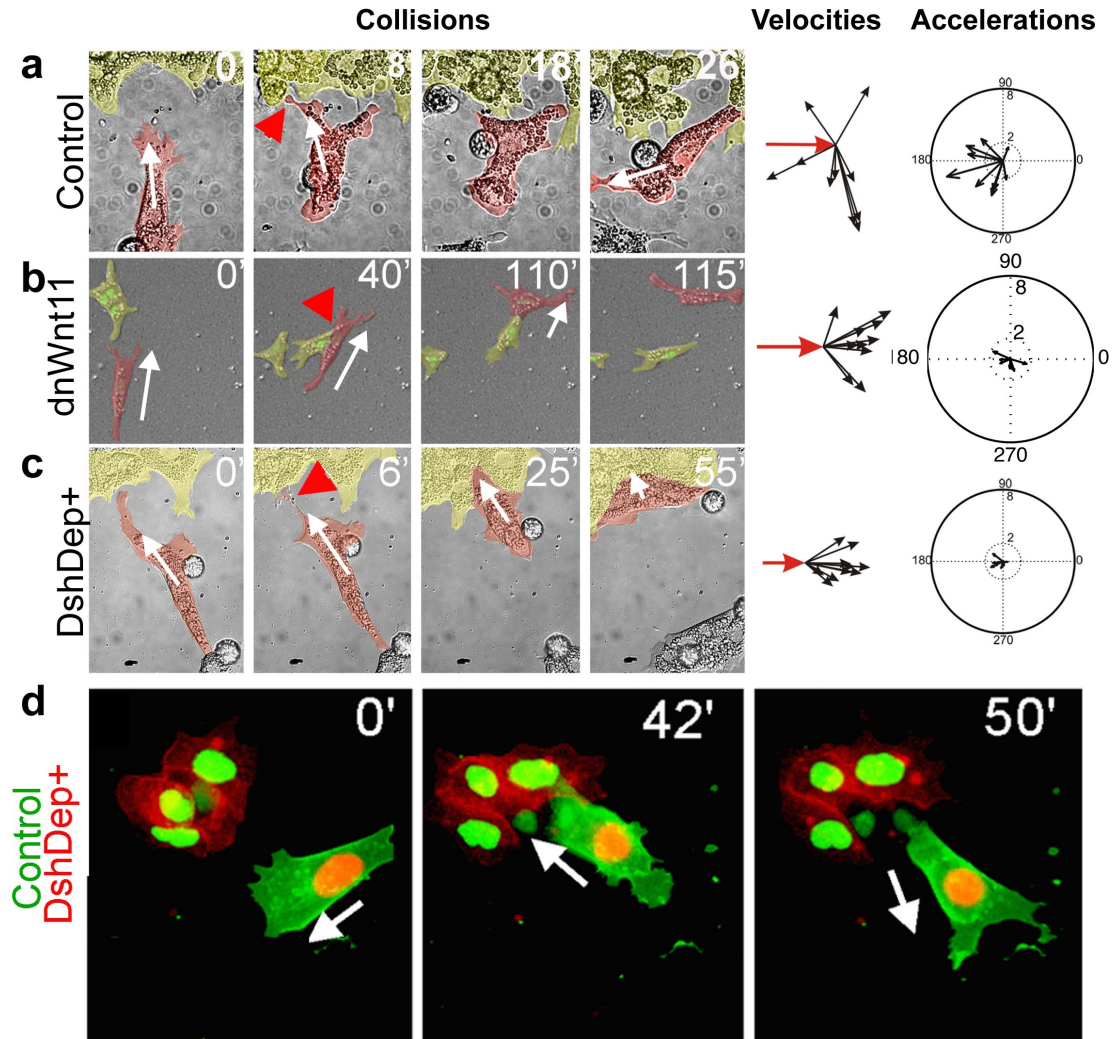 Collisions Velocities Accelerations
a Control
0' 8' 18' 26'
90
8
2
180 0
270
b dnWnt11
0' 40' 110' 115'
90
8
2
80 0
270
c DshDep+
0' 6' 25' 55'
90
8
2
180 0
270
d Control
DshDep+
0' 42' 50'